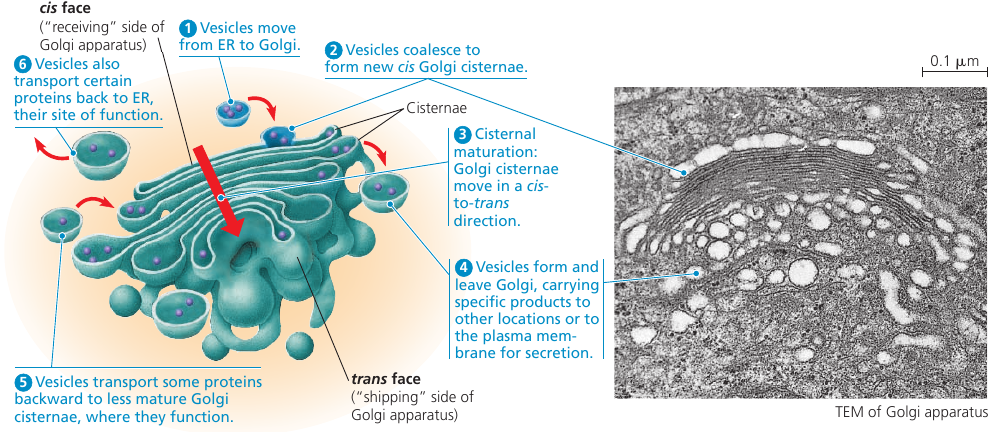 cis face
(“receiving” side of
Golgi apparatus)
1 Vesicles move
from ER to Golgi.
2 Vesicles coalesce to
form new cis Golgi cisternae.
0.1 μm
6 Vesicles also
transport certain
proteins back to ER,
their site of function.
Cisternae
3 Cisternal
maturation:
Golgi cisternae
move in a cis-
to-trans
direction.
4 Vesicles form and
leave Golgi, carrying
specific products to
other locations or to
the plasma mem-
brane for secretion.
5 Vesicles transport some proteins
backward to less mature Golgi
cisternae, where they function.
trans face
(“shipping” side of
Golgi apparatus)
TEM of Golgi apparatus